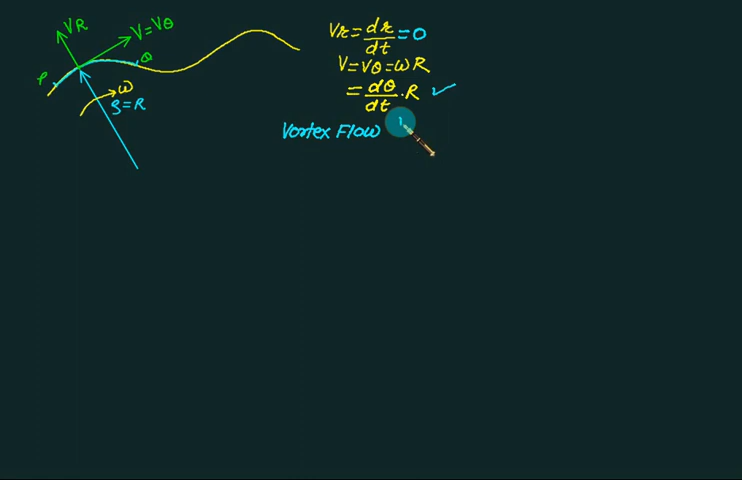 VR
V=Vθ
P
Q
ω
ρ=R
Vr=dr/dt=0
V=Vθ=ωR
=dθ/dt.R ✓
Vortex Flow